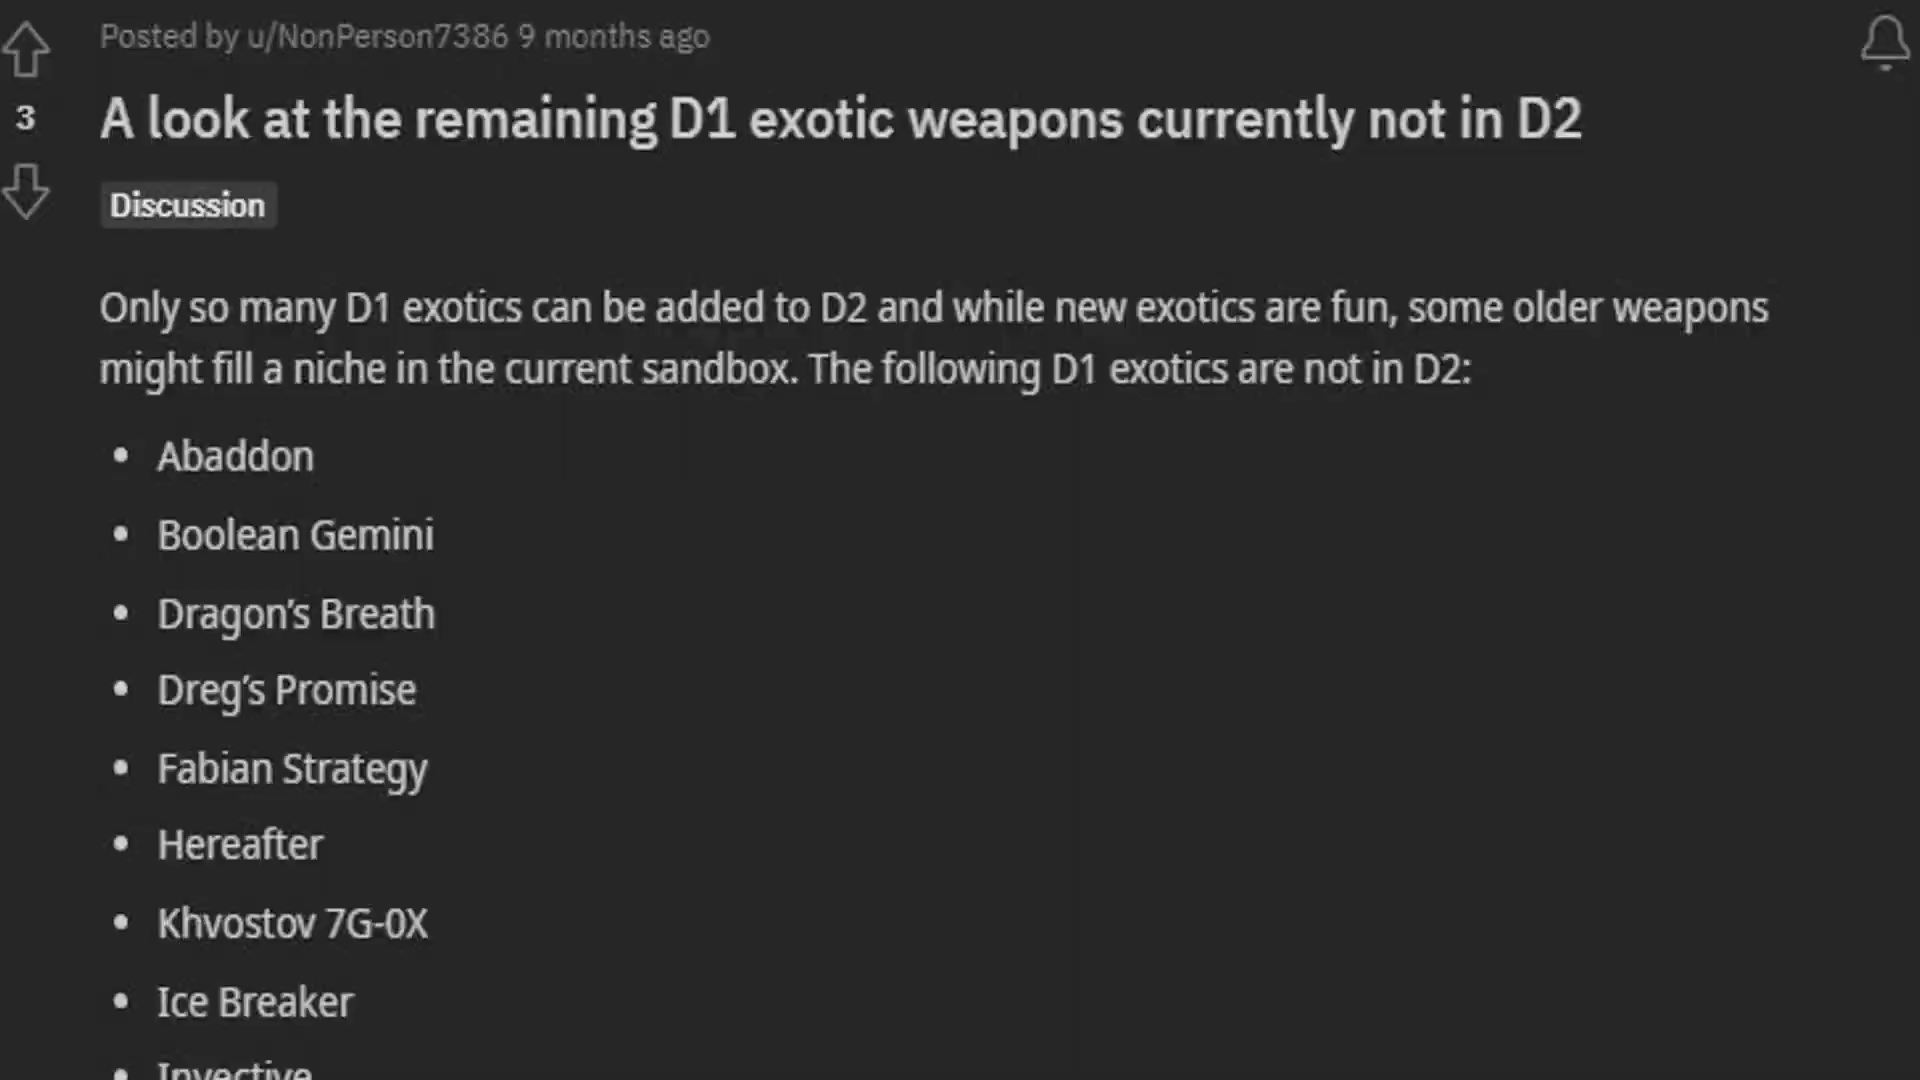 Posted by u/NonPerson7386 9 months ago
3
A look at the remaining D1 exotic weapons currently not in D2
Discussion
Only so many D1 exotics can be added to D2 and while new exotics are fun, some older weapons
might fill a niche in the current sandbox. The following D1 exotics are not in D2:
• Abaddon
• Boolean Gemini
• Dragon's Breath
• Dreg's Promise
• Fabian Strategy
• Hereafter
• Khvostov 7G-0X
• Ice Breaker
• Invective